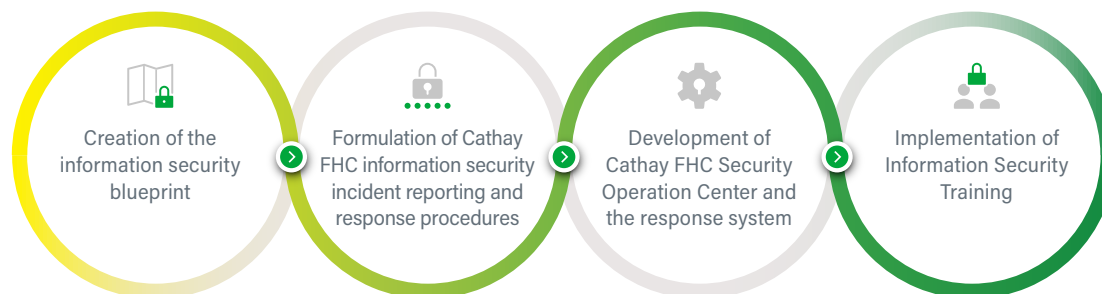 Creation of the
information security
blueprint
Formulation of Cathay
FHC information security
incident reporting and
response procedures
Development of
Cathay FHC Security
Operation Center and
the response system
Implementation of
Information Security
Training